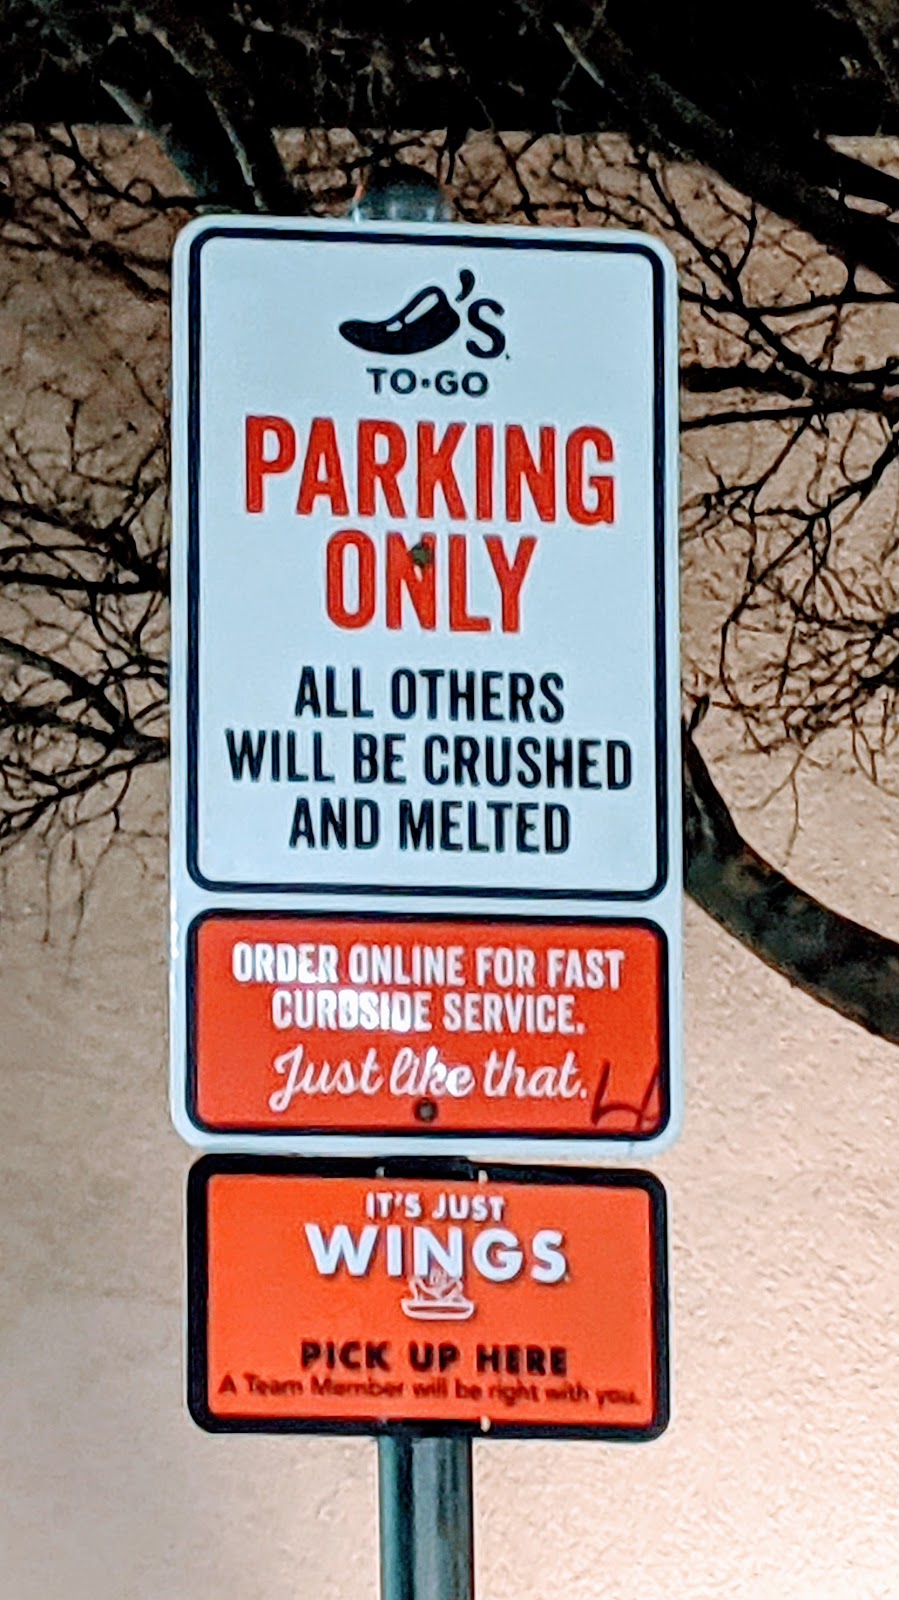 'S
TO-GO
PARKING
ONLY
ALL OTHERS
WILL BE CRUSHED
AND MELTED
ORDER ONLINE FOR FAST
CURBSIDE SERVICE.
Just like that.
IT'S JUST
WINGS
PICK UP HERE
A Team Member will be right with you.